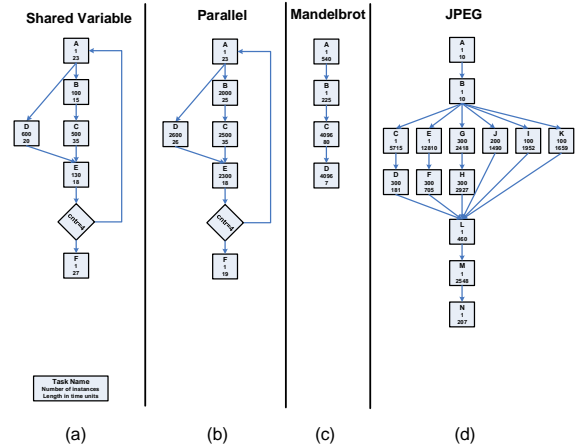 Shared Variable
A
1
23
B
100
15
D
600
20
C
500
35
E
130
18
cntr=4
F
1
27
Task Name
Number of instances
Length in time units
(a)
Parallel
A
1
23
B
2000
25
D
2600
26
C
2500
35
E
2300
18
cntr=4
F
1
19
(b)
Mandelbrot
A
1
540
B
1
225
C
4096
80
D
4096
7
(c)
JPEG
A
1
10
B
1
10
C
1
5715
E
1
12810
G
300
2418
J
200
1490
I
100
1952
K
100
1659
D
300
181
F
300
705
H
300
2927
L
1
460
M
1
2548
N
1
207
(d)